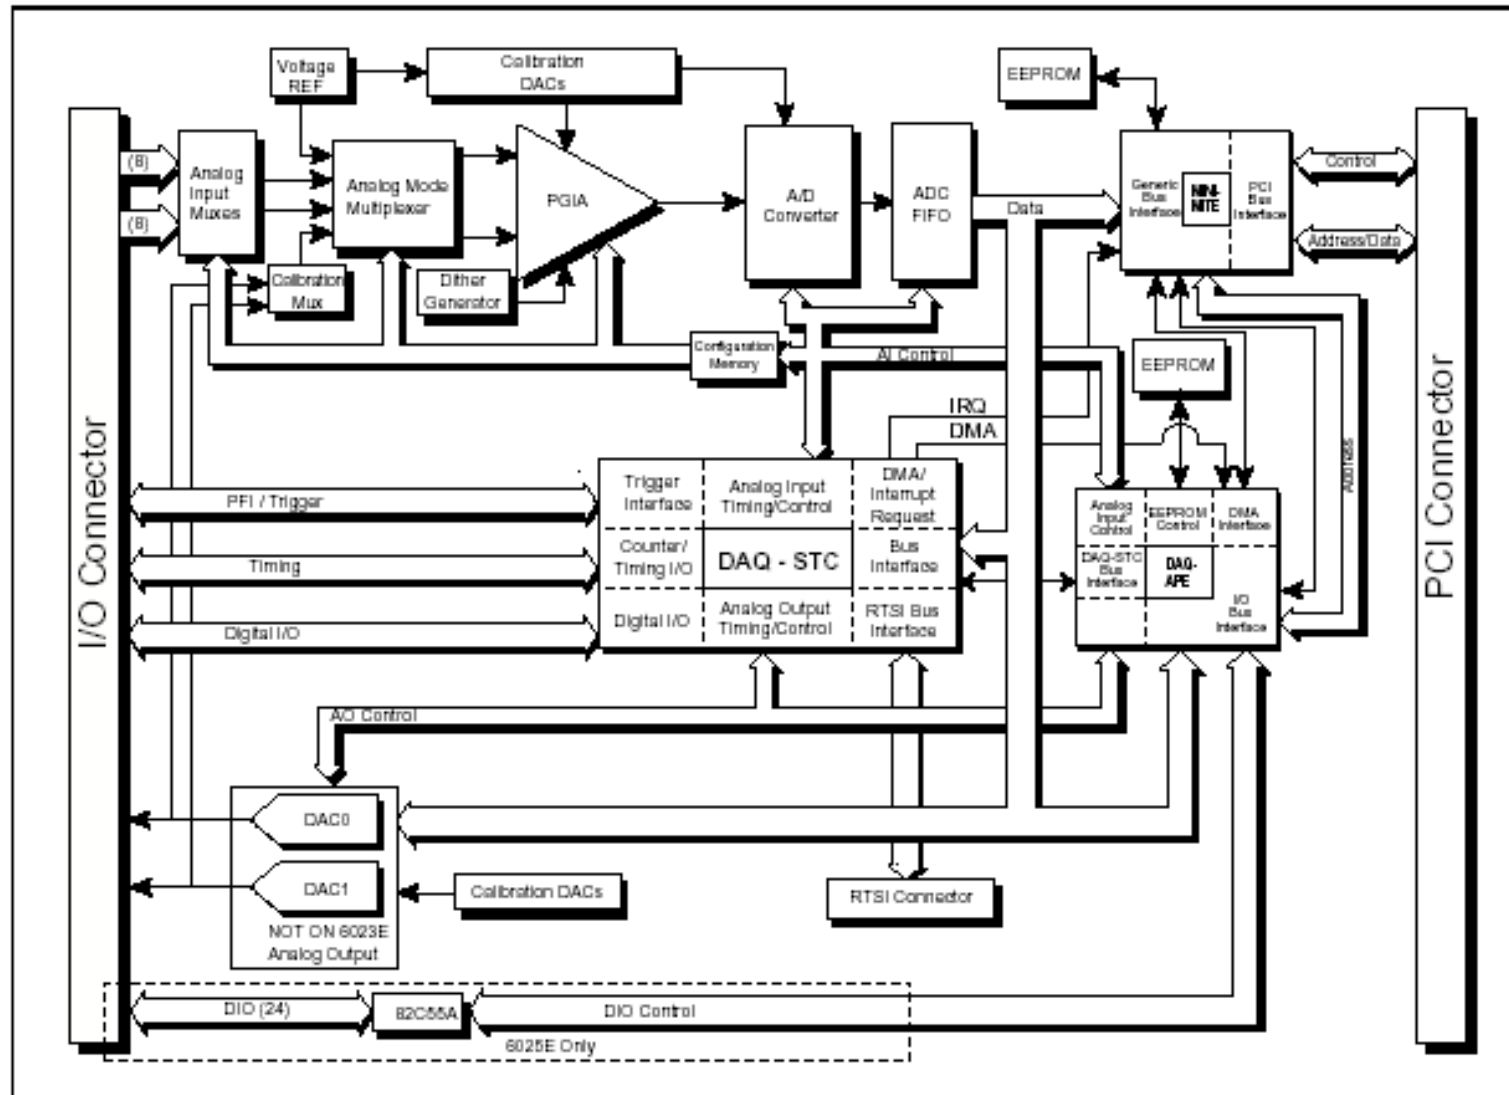 Voltage
REF
Calibration
DACs
EEPROM
I/O Connector
(8)
(8)
Analog
Input
Muxes
Analog Mode
Multiplexer
PGIA
A/D
Converter
ADC
FIFO
Data
Generic
Bus
Interface
MINI-
MITE
PCI
Bus
Interface
Control
Address/Data
PCI Connector
Calibration
Mux
Dither
Generator
Configuration
Memory
AI Control
EEPROM
IRQ
DMA
Address
PFI / Trigger
Timing
Digital I/O
Trigger
Interface
Analog Input
Timing/Control
DMA/
Interrupt
Request
Counter/
Timing I/O
DAQ - STC
Bus
Interface
Digital I/O
Analog Output
Timing/Control
RTSI Bus
Interface
Analog
Input
Control
EEPROM
Control
DMA
Interface
DAQ-STC
Bus
Interface
DAQ-
APE
I/O
Bus
Interface
AO Control
DAC0
DAC1
NOT ON 6023E
Analog Output
Calibration DACs
RTSI Connector
DIO (24)
82C55A
DIO Control
6025E Only